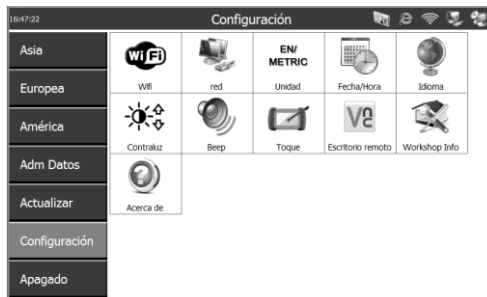 16:47:22
Configuración
Asia
Europea
América
Adm Datos
Actualizar
Configuración
Apagado
WiFi
EN/
METRIC
Wifi
red
Unidad
Fecha/Hora
Idioma
Contraluz
Beep
Toque
Escritorio remoto
Workshop Info
Acerca de